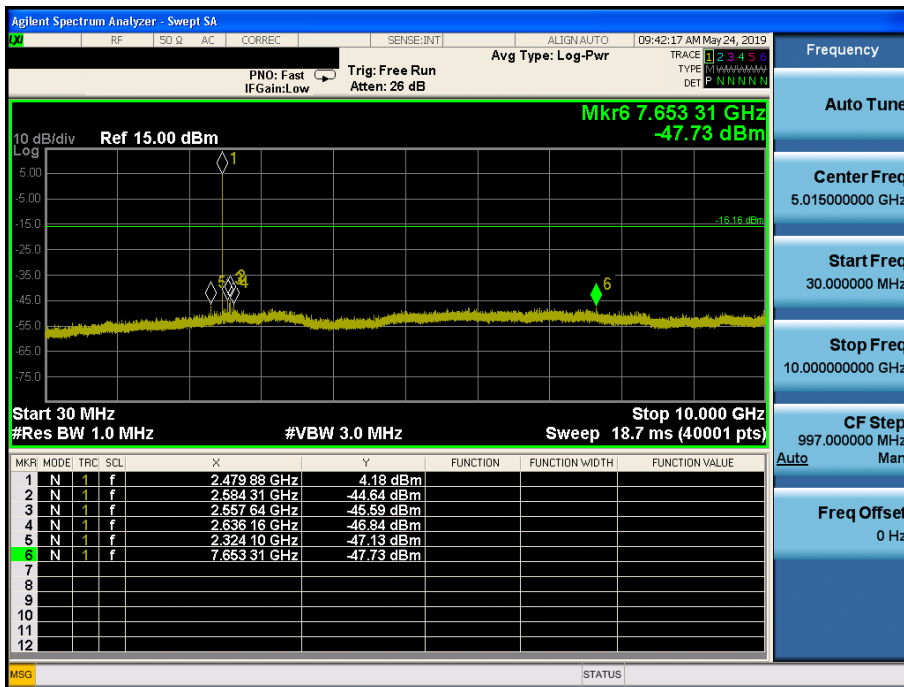 Agilent Spectrum Analyzer - Swept SA
LXI RF 50 Ω AC CORREC SENSE:INT ALIGN AUTO 09:42:17 AM May 24, 2019
Frequency
Avg Type: Log-Pwr
TRACE 1 2 3 4 5 6
PNO: Fast Trig: Free Run
TYPE M W W W W W
IFGain:Low Atten: 26 dB
DET P N N N N N
Auto Tune
Mkr6 7.653 31 GHz
-47.73 dBm
10 dB/div Ref 15.00 dBm
Log
1
5.00
-5.00
-15.0
-16.16 dBm
-25.0
-35.0
5 3 2 4
6
-45.0
-55.0
-65.0
-75.0
Center Freq
5.015000000 GHz
Start Freq
30.000000 MHz
Stop Freq
10.000000000 GHz
Start 30 MHz Stop 10.000 GHz
#Res BW 1.0 MHz #VBW 3.0 MHz Sweep 18.7 ms (40001 pts)
CF Step
997.000000 MHz
Auto Man
MKR MODE TRC SCL X Y FUNCTION FUNCTION WIDTH FUNCTION VALUE
1 N 1 f 2.479 88 GHz 4.18 dBm
2 N 1 f 2.584 31 GHz -44.64 dBm
3 N 1 f 2.557 64 GHz -45.59 dBm
4 N 1 f 2.636 16 GHz -46.84 dBm
5 N 1 f 2.324 10 GHz -47.13 dBm
6 N 1 f 7.653 31 GHz -47.73 dBm
7
8
9
10
11
12
Freq Offset
0 Hz
MSG STATUS